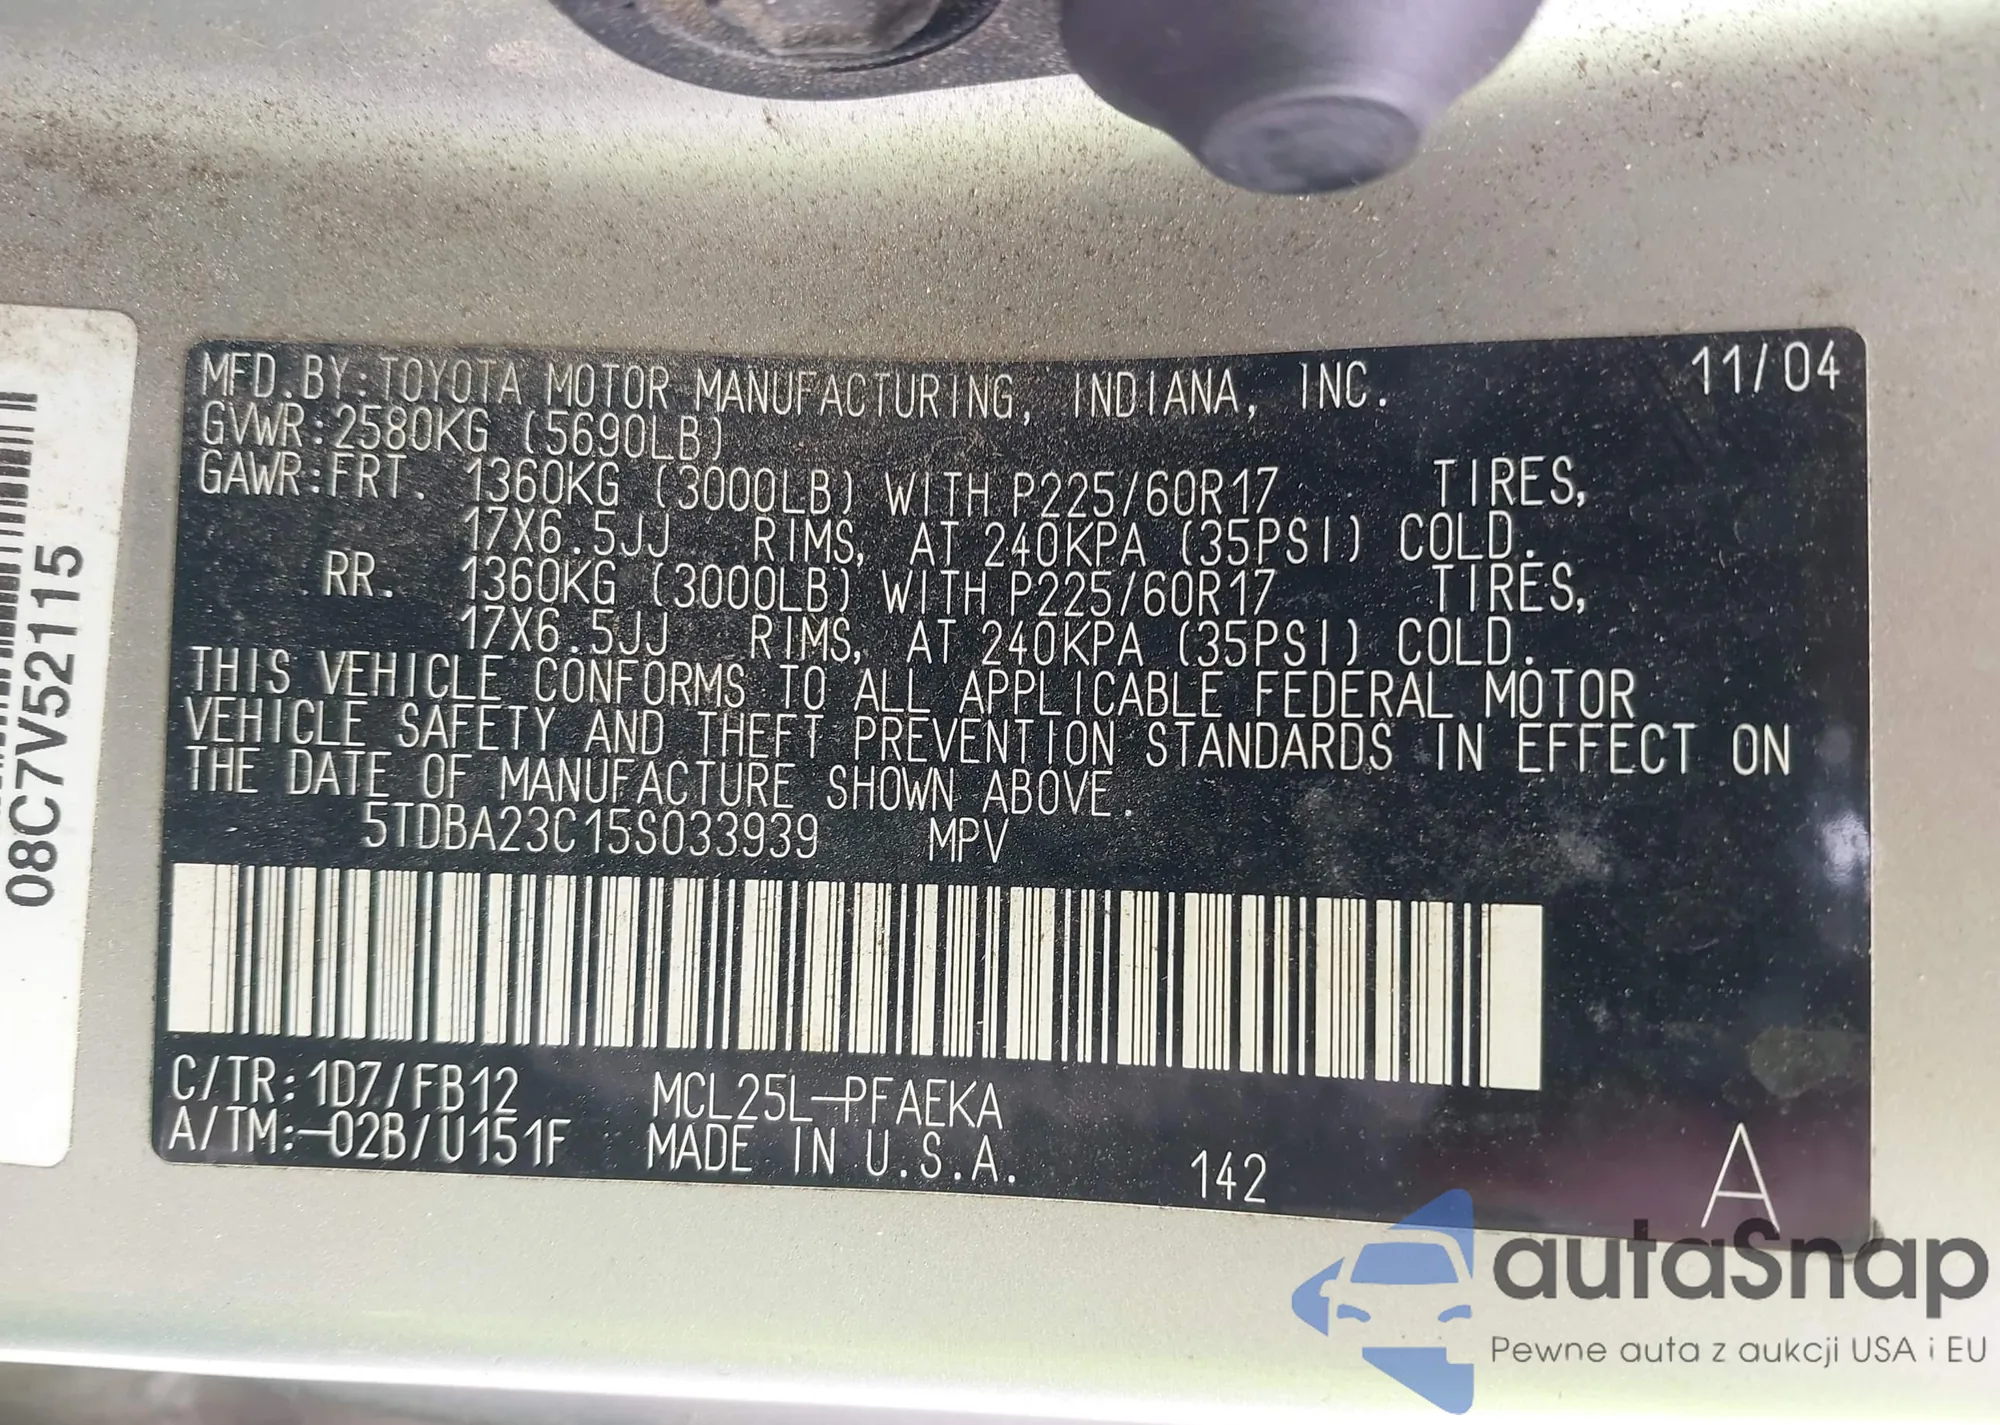 MFD.BY:TOYOTA MOTOR MANUFACTURING, INDIANA, INC. 11/04
GVWR:2580KG (5690LB)
GAWR:FRT. 1360KG (3000LB) WITH P225/60R17 TIRES,
17X6.5JJ RIMS, AT 240KPA (35PSI) COLD.
RR. 1360KG (3000LB) WITH P225/60R17 TIRES,
17X6.5JJ RIMS, AT 240KPA (35PSI) COLD.
THIS VEHICLE CONFORMS TO ALL APPLICABLE FEDERAL MOTOR
VEHICLE SAFETY AND THEFT PREVENTION STANDARDS IN EFFECT ON
THE DATE OF MANUFACTURE SHOWN ABOVE.
5TDBA23C15S033939 MPV
C/TR:1D7/FB12 MCL25L-PFAEKA
A/TM:-02B/U151F MADE IN U.S.A. 142 A
08C7V52115
autaSnap
Pewne auta z aukcji USA i EU